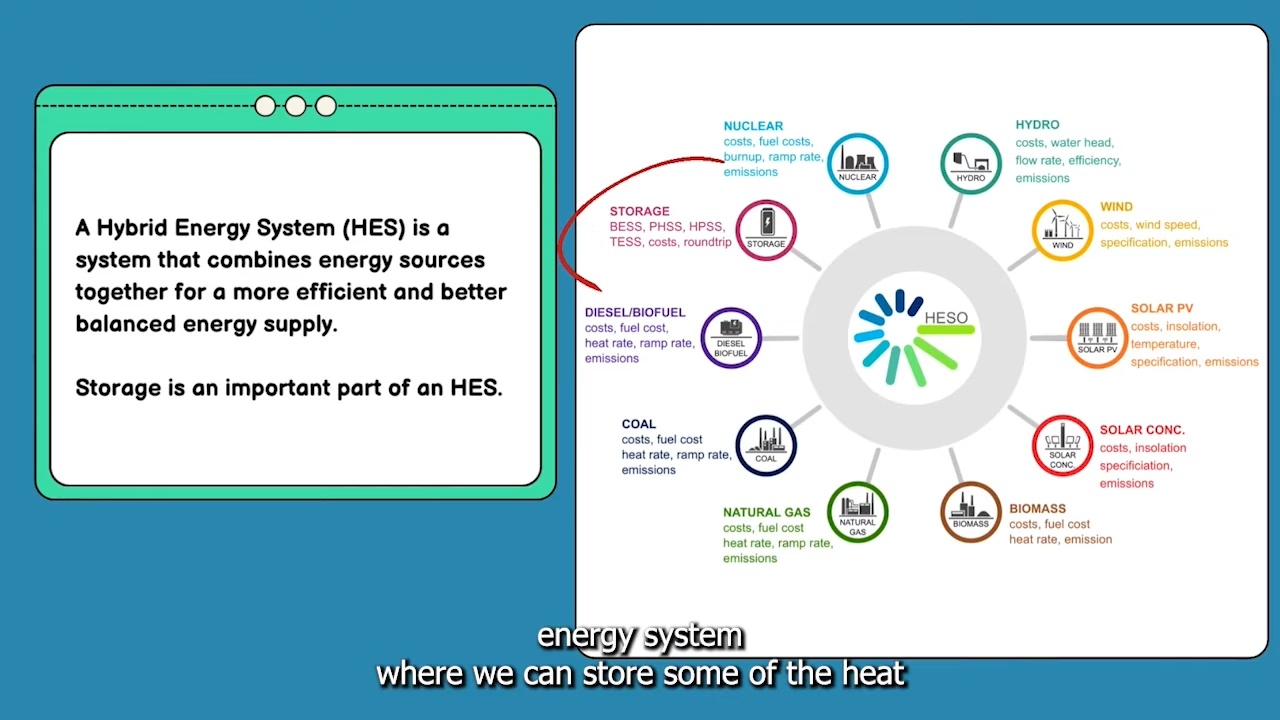 A Hybrid Energy System (HES) is a
system that combines energy sources
together for a more efficient and better
balanced energy supply.
Storage is an important part of an HES.
NUCLEAR
costs, fuel costs,
burnup, ramp rate,
emissions
NUCLEAR
HYDRO
costs, water head,
flow rate, efficiency,
emissions
HYDRO
STORAGE
BESS, PHSS, HPSS,
TESS, costs, roundtrip
STORAGE
WIND
costs, wind speed,
specification, emissions
WIND
DIESEL/BIOFUEL
costs, fuel cost,
heat rate, ramp rate,
emissions
DIESEL
BIOFUEL
HESO
SOLAR PV
costs, insolation,
temperature,
specification, emissions
SOLAR PV
COAL
costs, fuel cost
heat rate, ramp rate,
emissions
COAL
SOLAR CONC.
costs, insolation
specificiation,
emissions
SOLAR
CONC.
NATURAL GAS
costs, fuel cost
heat rate, ramp rate,
emissions
NATURAL
GAS
BIOMASS
costs, fuel cost
heat rate, emission
BIOMASS
energy system
where we can store some of the heat